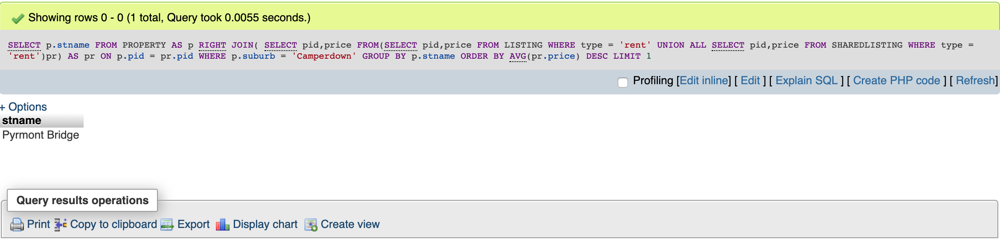 Showing rows 0 - 0 (1 total, Query took 0.0055 seconds.)
SELECT p.stname FROM PROPERTY AS p RIGHT JOIN( SELECT pid,price FROM(SELECT pid,price FROM LISTING WHERE type = 'rent' UNION ALL SELECT pid,price FROM SHAREDLISTING WHERE type =
'rent')pr) AS pr ON p.pid = pr.pid WHERE p.suburb = 'Camperdown' GROUP BY p.stname ORDER BY AVG(pr.price) DESC LIMIT 1
Profiling [Edit inline] [ Edit ] [ Explain SQL ] [ Create PHP code ] [ Refresh]
+ Options
stname
Pyrmont Bridge
Query results operations
Print Copy to clipboard Export Display chart Create view